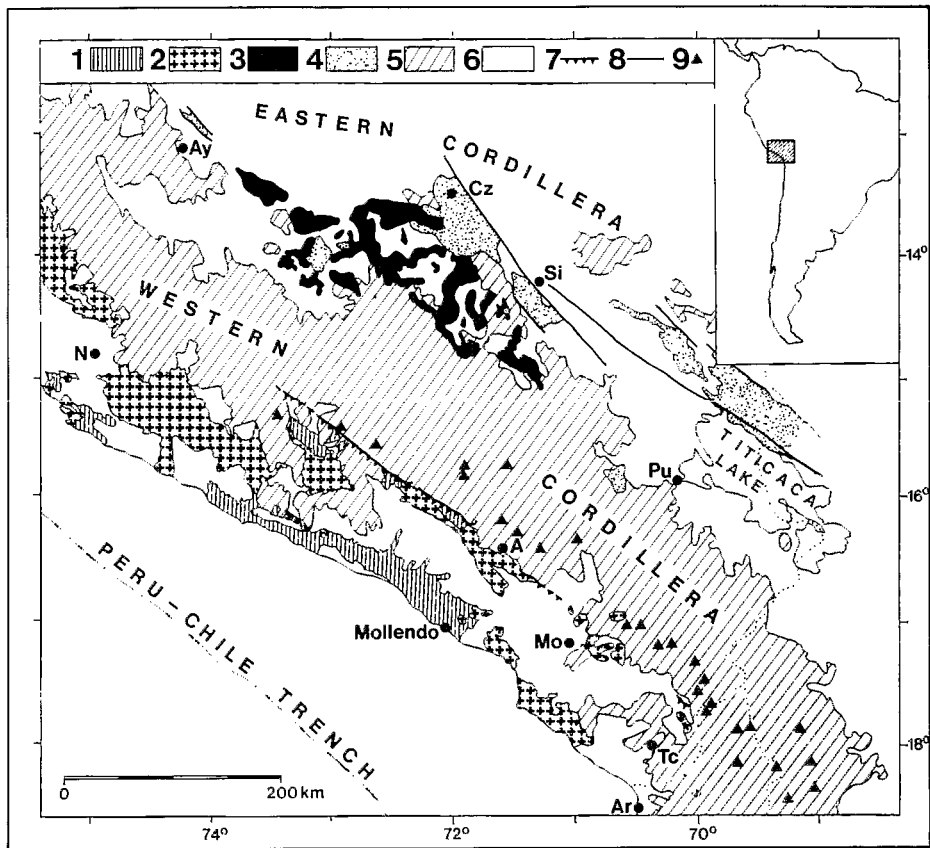 1 2 3 4 5 6 7 8 9
EASTERN CORDILLERA
Ay
Cz
14°
Si
WESTERN CORDILLERA
N
TITICACA
LAKE
Pu
16°
A
PERU-CHILE TRENCH
Mollendo
Mo
18°
Tc
0 200 km
Ar
74° 72° 70°